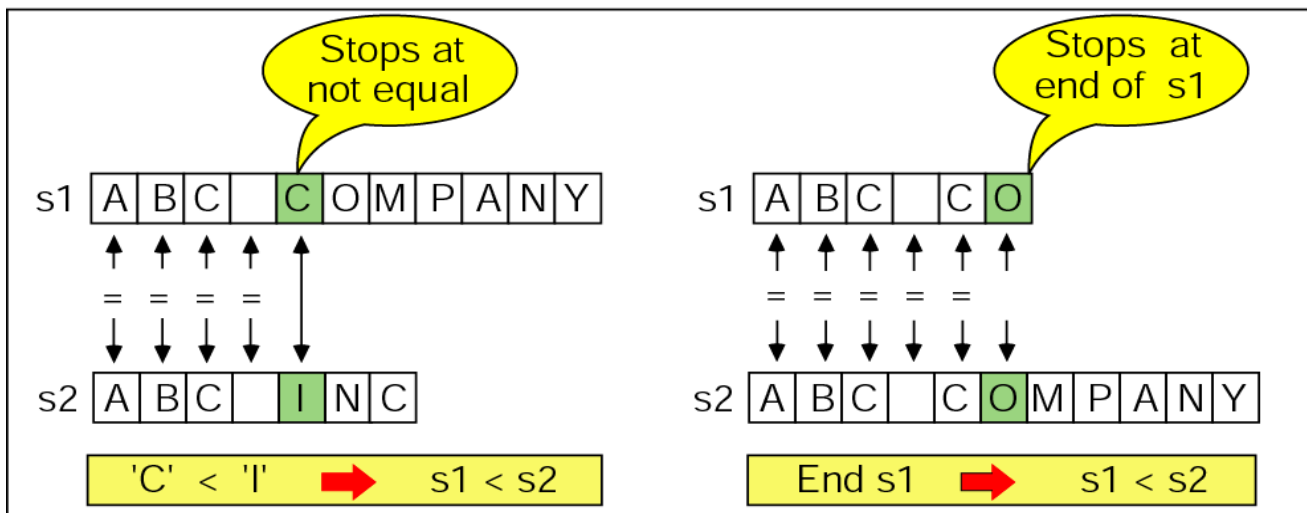 Stops at
not equal
s1 A B C C O M P A N Y
= = = =
s2 A B C I N C
'C' < 'I' s1 < s2
Stops at
end of s1
s1 A B C C O
= = = = =
s2 A B C C O M P A N Y
End s1 s1 < s2